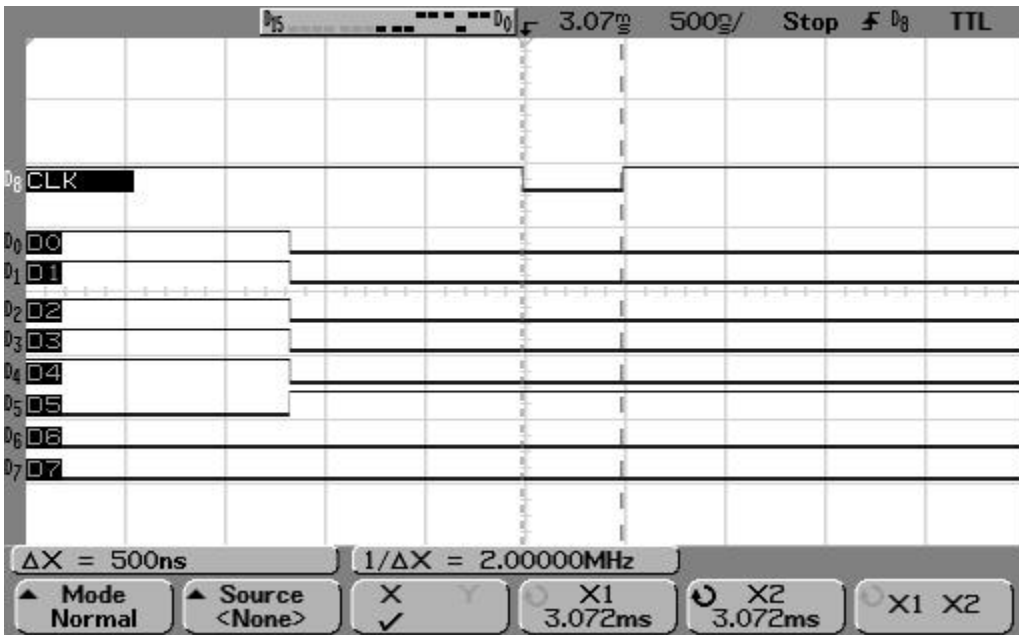 D15 D0 3.07ms 500ns/ Stop D8 TTL
D8 CLK
D0 D0
D1 D1
D2 D2
D3 D3
D4 D4
D5 D5
D6 D6
D7 D7
ΔX = 500ns 1/ΔX = 2.00000MHz
Mode Source X Y X1 X2 X1 X2
Normal <None> ✓ 3.072ms 3.072ms